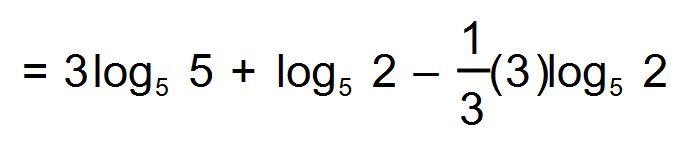 = 3log₅ 5 + log₅ 2 – 1/3(3)log₅ 2